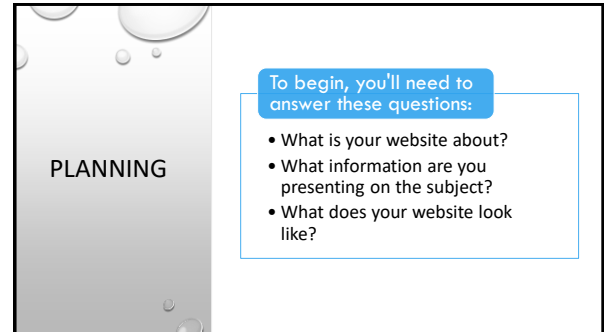 PLANNING
To begin, you'll need to
answer these questions:
• What is your website about?
• What information are you
presenting on the subject?
• What does your website look
like?